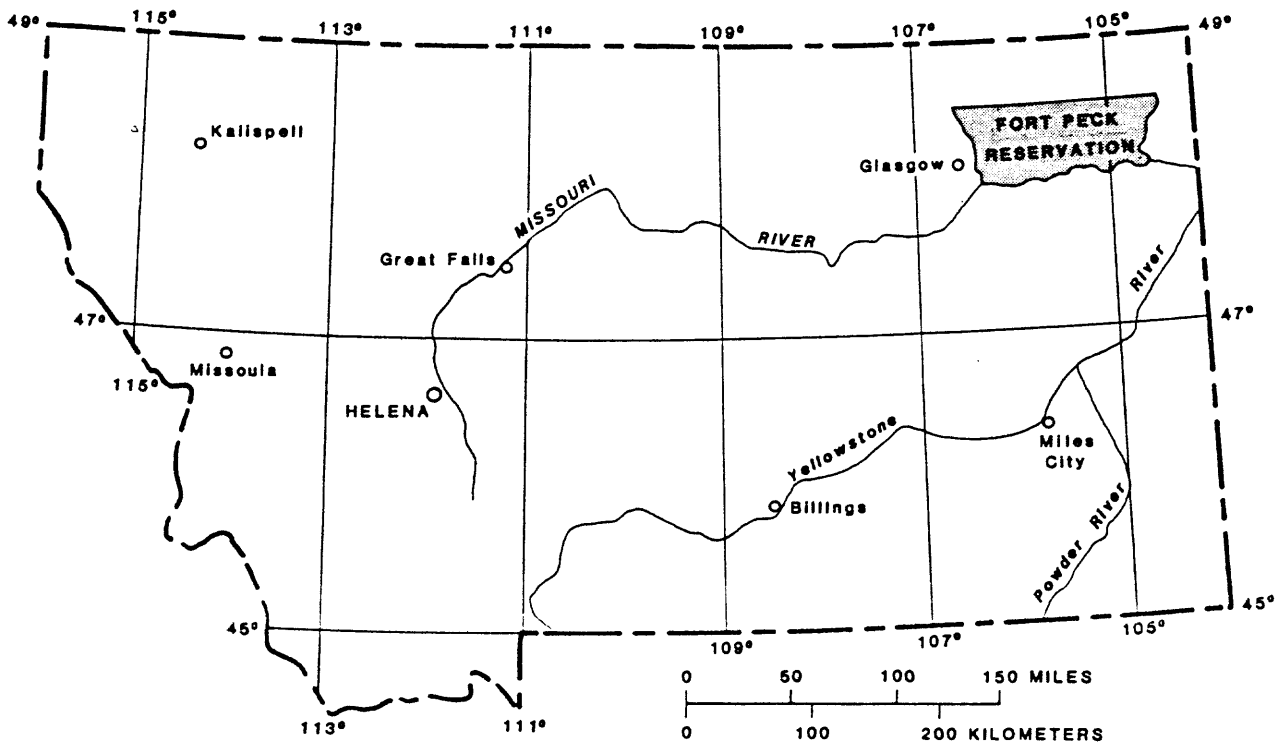 49°
115°
113°
111°
109°
107°
105°
49°
Kalispell
FORT PECK
RESERVATION
Glasgow
MISSOURI
RIVER
Great Falls
River
47°
47°
Missoula
115°
HELENA
Yellowstone
Miles
City
Billings
Powder River
45°
45°
109°
107°
105°
113°
111°
0 50 100 150 MILES
0 100 200 KILOMETERS